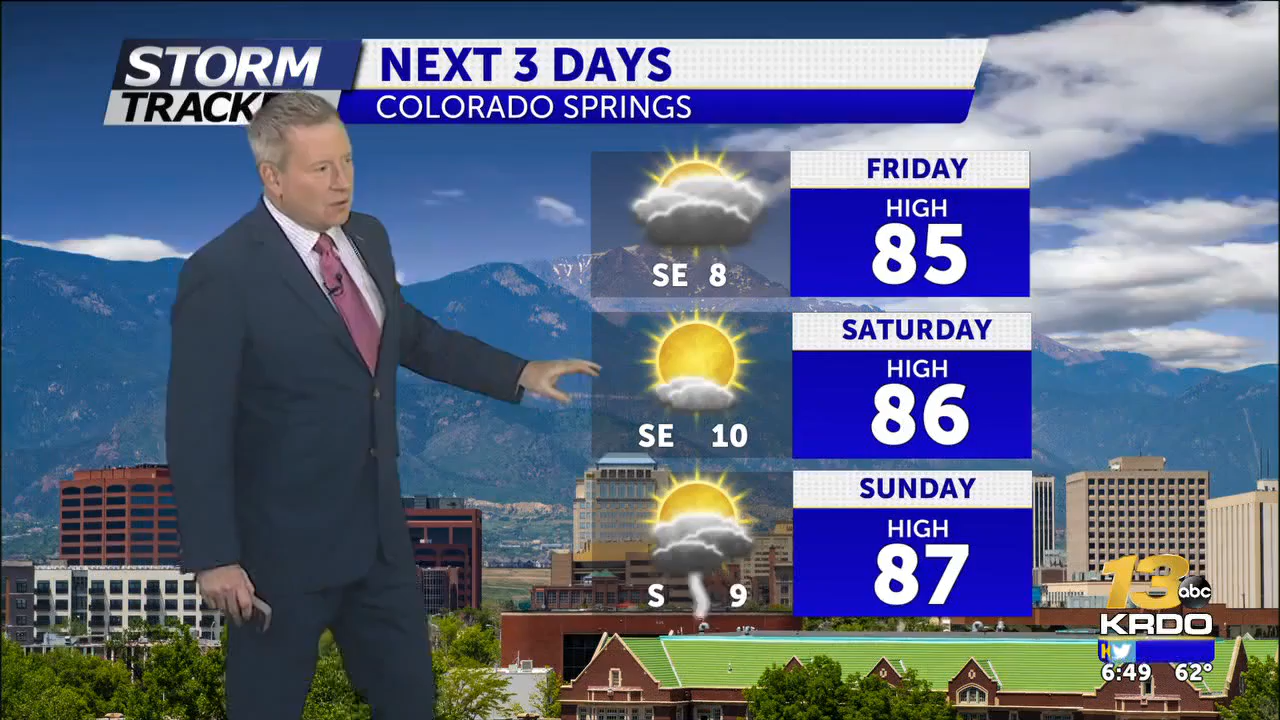 STORM
TRACK
NEXT 3 DAYS
COLORADO SPRINGS
FRIDAY
HIGH
85
SE 8
SATURDAY
HIGH
86
SE 10
SUNDAY
HIGH
87
S 9
13 abc
KRDO
6:49 62°